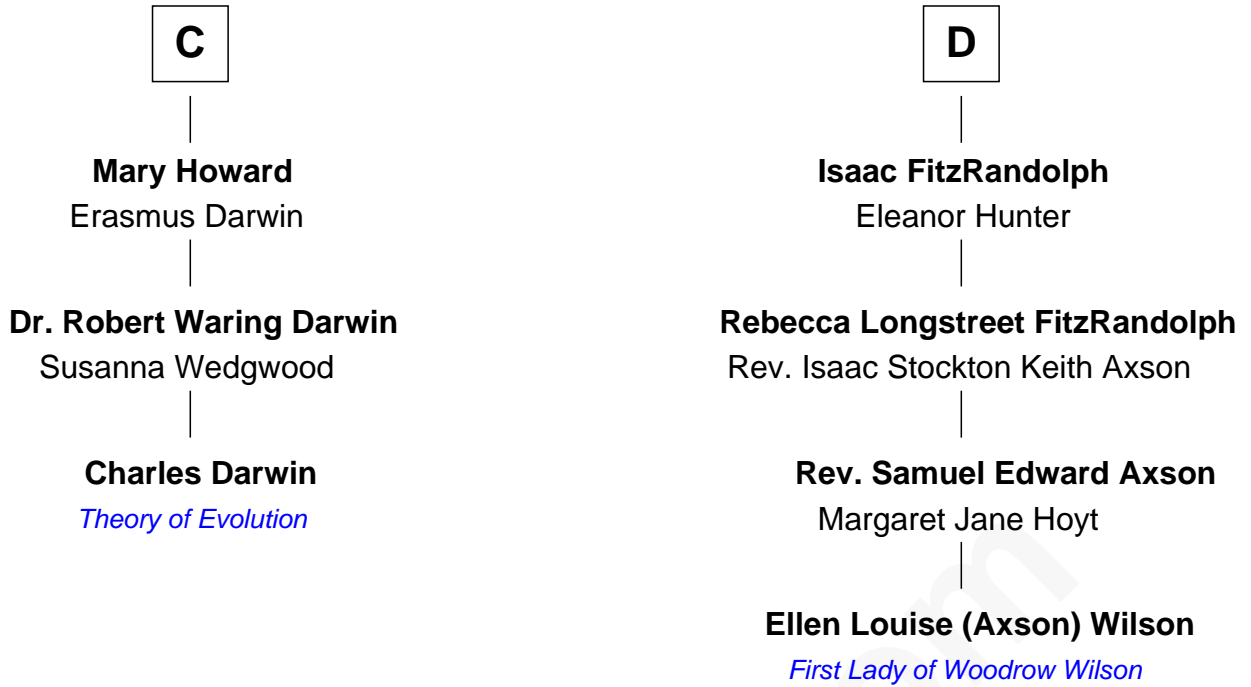 C
Mary Howard
Erasmus Darwin
Dr. Robert Waring Darwin
Susanna Wedgwood
Charles Darwin
Theory of Evolution
D
Isaac FitzRandolph
Eleanor Hunter
Rebecca Longstreet FitzRandolph
Rev. Isaac Stockton Keith Axson
Rev. Samuel Edward Axson
Margaret Jane Hoyt
Ellen Louise (Axson) Wilson
First Lady of Woodrow Wilson